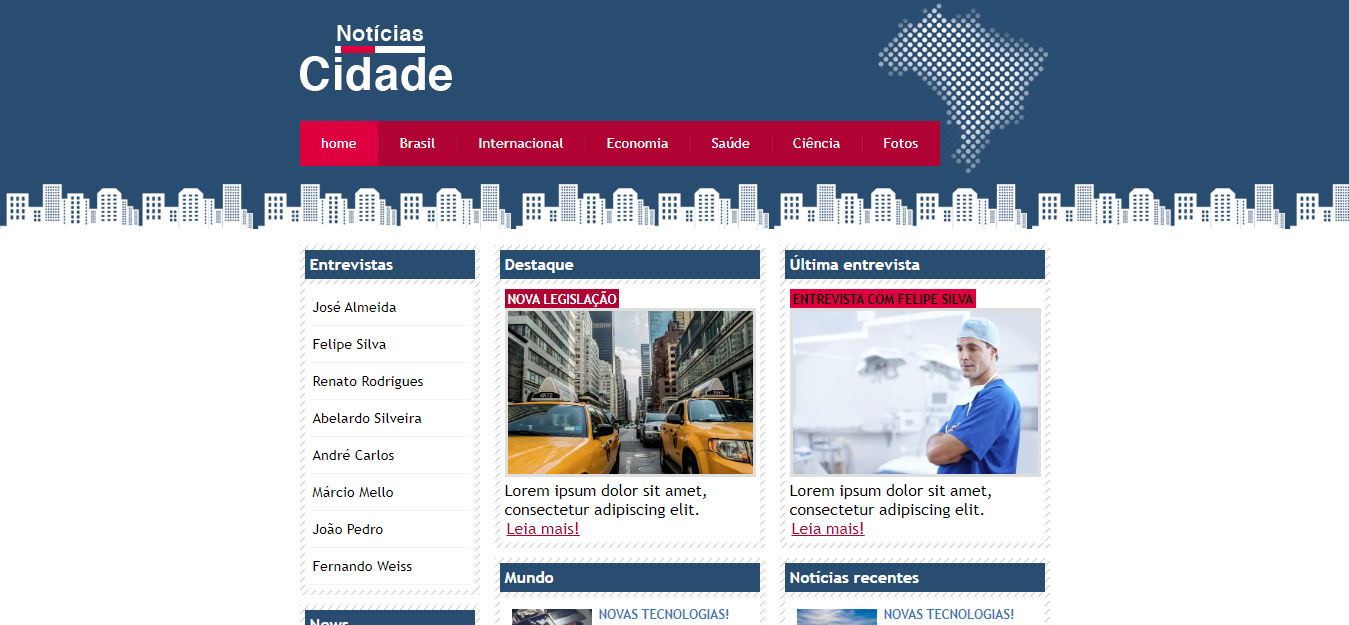 Notícias
Cidade
home Brasil Internacional Economia Saúde Ciência Fotos
Entrevistas
José Almeida
Felipe Silva
Renato Rodrigues
Abelardo Silveira
André Carlos
Márcio Mello
João Pedro
Fernando Weiss
News
Destaque
NOVA LEGISLAÇÃO
Lorem ipsum dolor sit amet,
consectetur adipiscing elit.
Leia mais!
Mundo
NOVAS TECNOLOGIAS!
Última entrevista
ENTREVISTA COM FELIPE SILVA
Lorem ipsum dolor sit amet,
consectetur adipiscing elit.
Leia mais!
Notícias recentes
NOVAS TECNOLOGIAS!